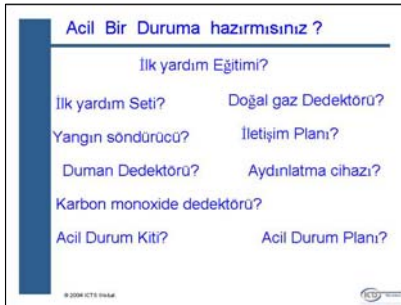 Acil Bir Duruma hazırmısınız ?
İlk yardım Eğitimi?
İlk yardım Seti? Doğal gaz Dedektörü?
Yangın söndürücü? İletişim Planı?
Duman Dedektörü? Aydınlatma cihazı?
Karbon monoxide dedektörü?
Acil Durum Kiti? Acil Durum Planı?
© 2004 ICTS